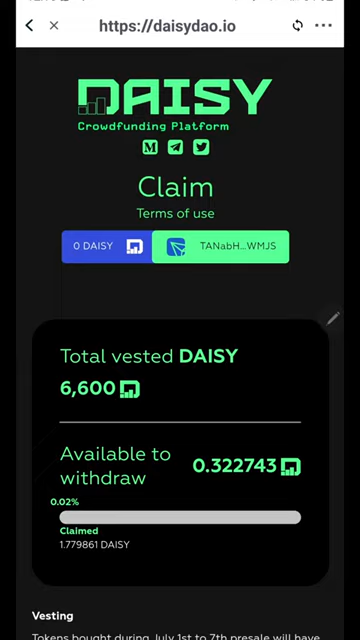 https://daisydao.io
DAISY
Crowdfunding Platform
Claim
Terms of use
0 DAISY
TANabH...WMJS
Total vested DAISY
6,600
Available to
withdraw
0.322743
0.02%
Claimed
1.779861 DAISY
Vesting
Tokens bought during July 1st to 7th presale will have